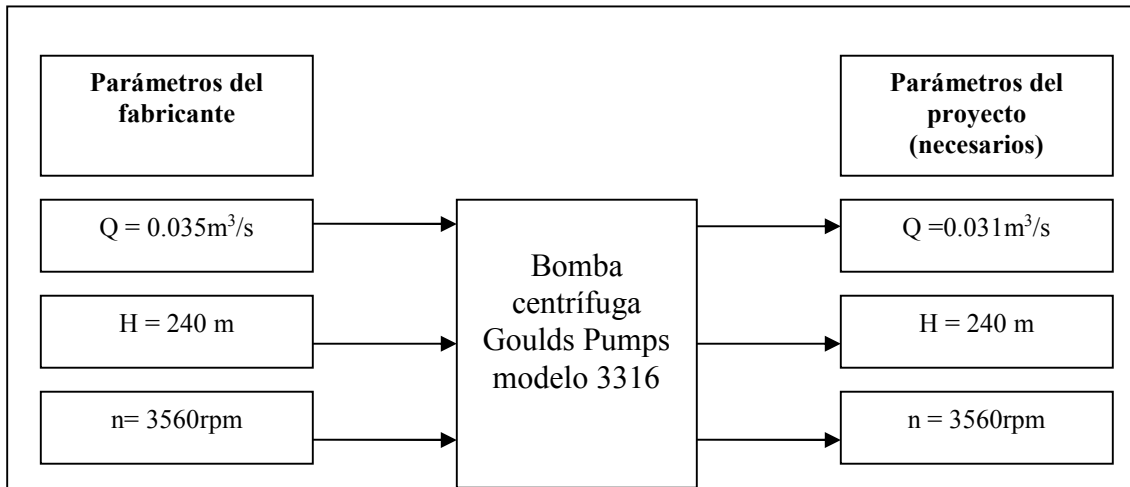 Parámetros del
fabricante
Q = 0.035m³/s
H = 240 m
n= 3560rpm
Bomba
centrífuga
Goulds Pumps
modelo 3316
Parámetros del
proyecto
(necesarios)
Q =0.031m³/s
H = 240 m
n = 3560rpm